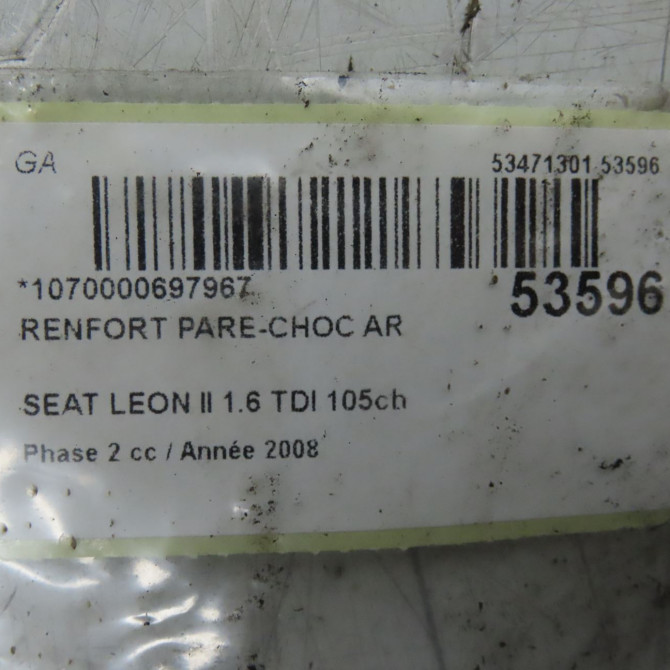 GA 53471301 53596
*1070000697967 53596
RENFORT PARE-CHOC AR
SEAT LEON II 1.6 TDI 105ch
Phase 2 cc / Année 2008